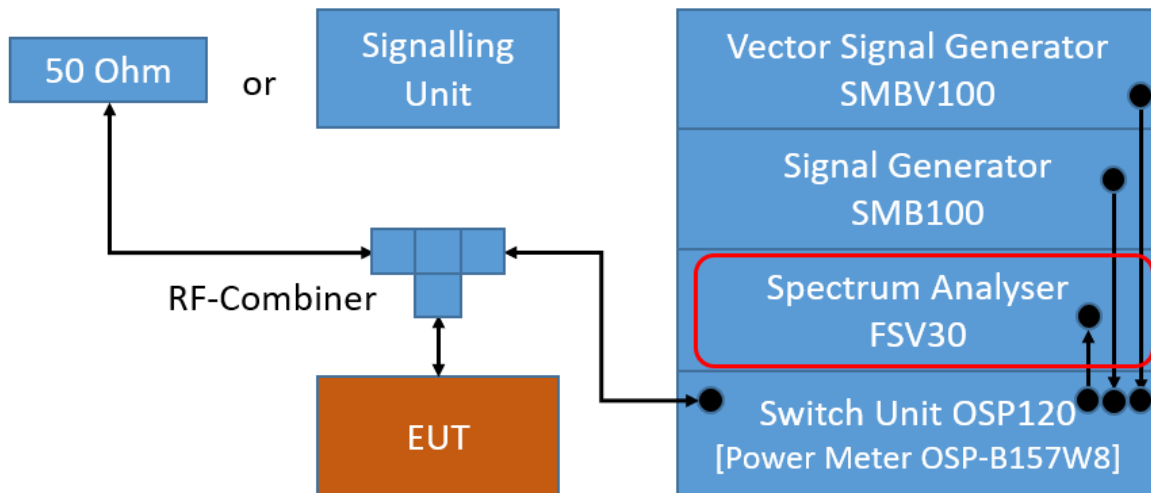 50 Ohm
or
Signalling
Unit
Vector Signal Generator
SMBV100
Signal Generator
SMB100
RF-Combiner
Spectrum Analyser
FSV30
EUT
Switch Unit OSP120
[Power Meter OSP-B157W8]